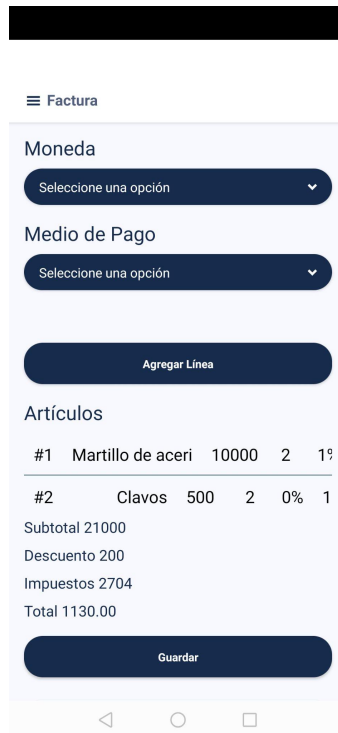 Factura
Moneda
Seleccione una opción
Medio de Pago
Seleccione una opción
Agregar Línea
Artículos
#1 Martillo de aceri 10000 2 1%
#2 Clavos 500 2 0% 1
Subtotal 21000
Descuento 200
Impuestos 2704
Total 1130.00
Guardar